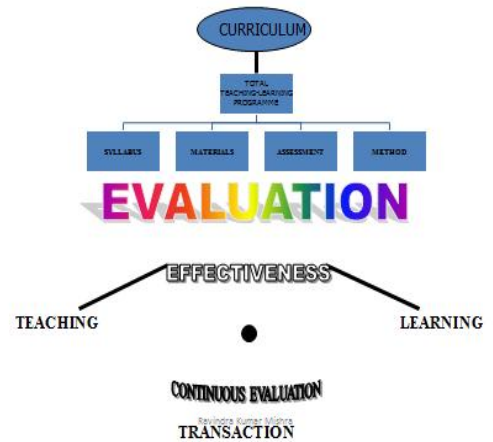 CURRICULUM
TOTAL
TEACHING-LEARNING
PROGRAMME
SYLLABUS MATERIALS ASSESSMENT METHOD
EVALUATION
EFFECTIVENESS
TEACHING LEARNING
CONTINUOUS EVALUATION
Ravindra Kumar Mishra
TRANSACTION